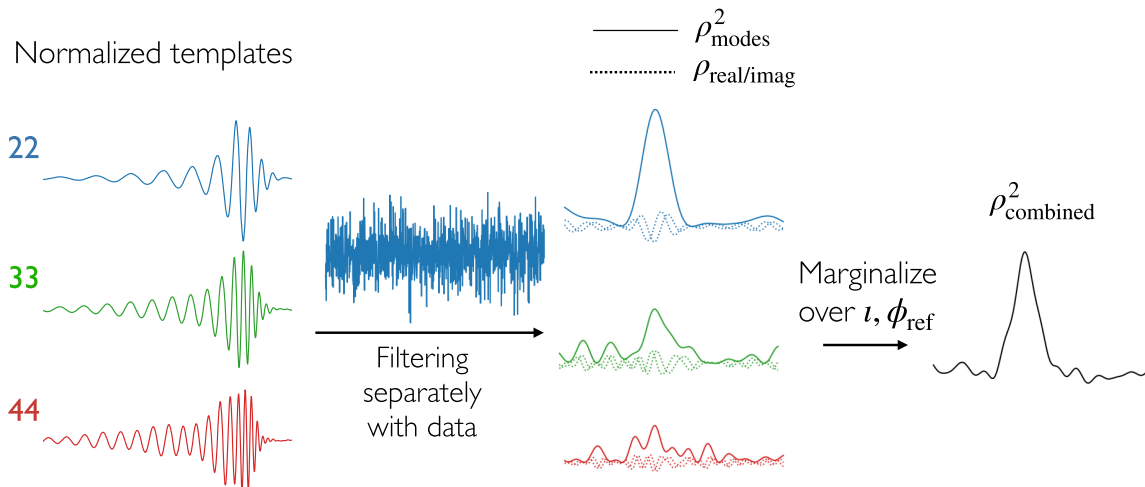 Normalized templates
22
33
44
Filtering
separately
with data
ρ²modes
ρreal/imag
Marginalize
over ι, ϕref
ρ²combined